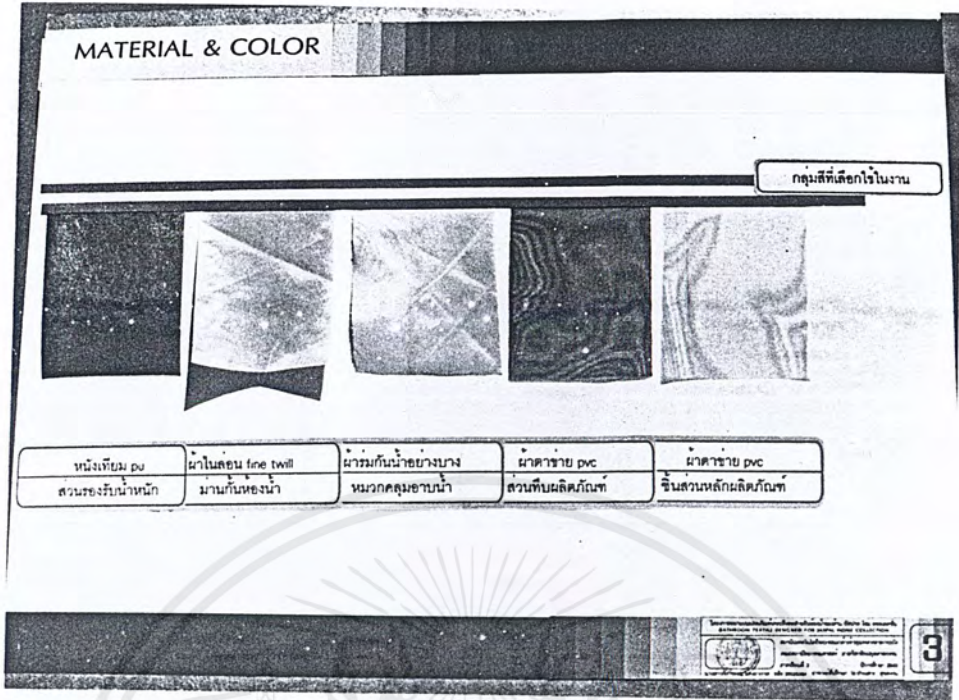 MATERIAL & COLOR
กลุ่มสีที่เลือกใช้ในงาน
หนังเทียม pu
ส่วนรองรับน้ำหนัก
ผ้าไนล่อน fine twill
ม่านกั้นห้องน้ำ
ผ้าร่มกันน้ำอย่างบาง
หมวกคลุมอาบน้ำ
ผ้าตาข่าย pvc
ส่วนทึบผลิตภัณฑ์
ผ้าตาข่าย pvc
ชิ้นส่วนหลักผลิตภัณฑ์
3